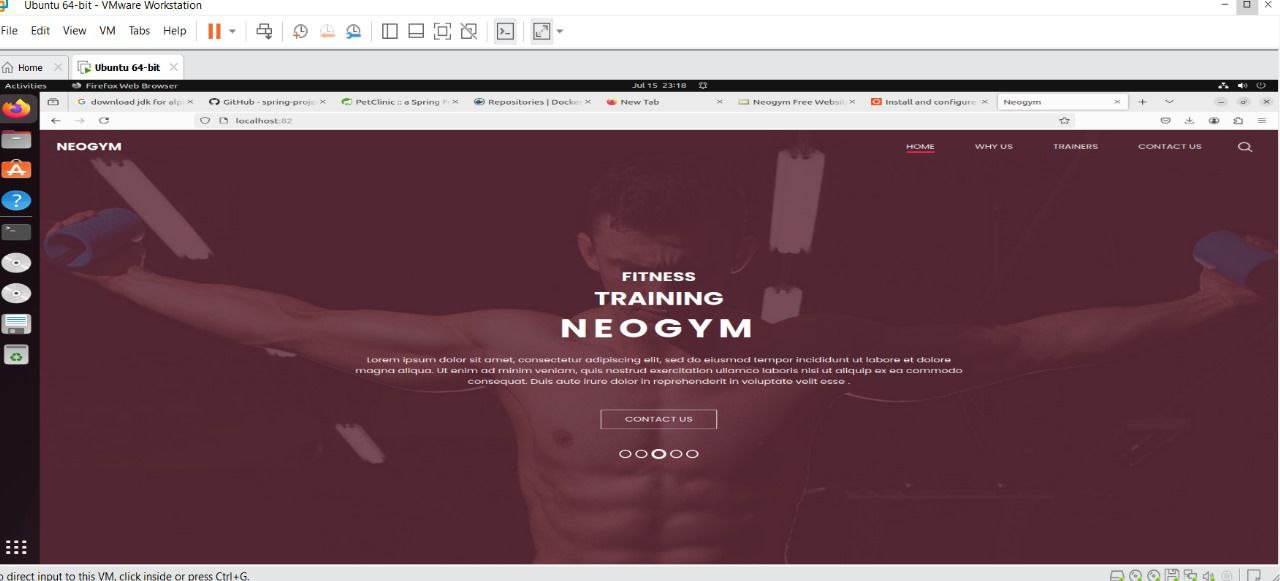 Ubuntu 64-bit - VMware Workstation
File Edit View VM Tabs Help
Home Ubuntu 64-bit
Activities Firefox Web Browser Jul 15 23:18
download jdk for alp GitHub - spring-proje PetClinic :: a Spring F Repositories | Docke New Tab Neogym Free Websit Install and configure Neogym
localhost:82
NEOGYM HOME WHY US TRAINERS CONTACT US
FITNESS
TRAINING
NEOGYM
Lorem ipsum dolor sit amet, consectetur adipiscing elit, sed do eiusmod tempor incididunt ut labore et dolore
magna aliqua. Ut enim ad minim veniam, quis nostrud exercitation ullamco laboris nisi ut aliquip ex ea commodo
consequat. Duis aute irure dolor in reprehenderit in voluptate velit esse .
CONTACT US
direct input to this VM, click inside or press Ctrl+G.